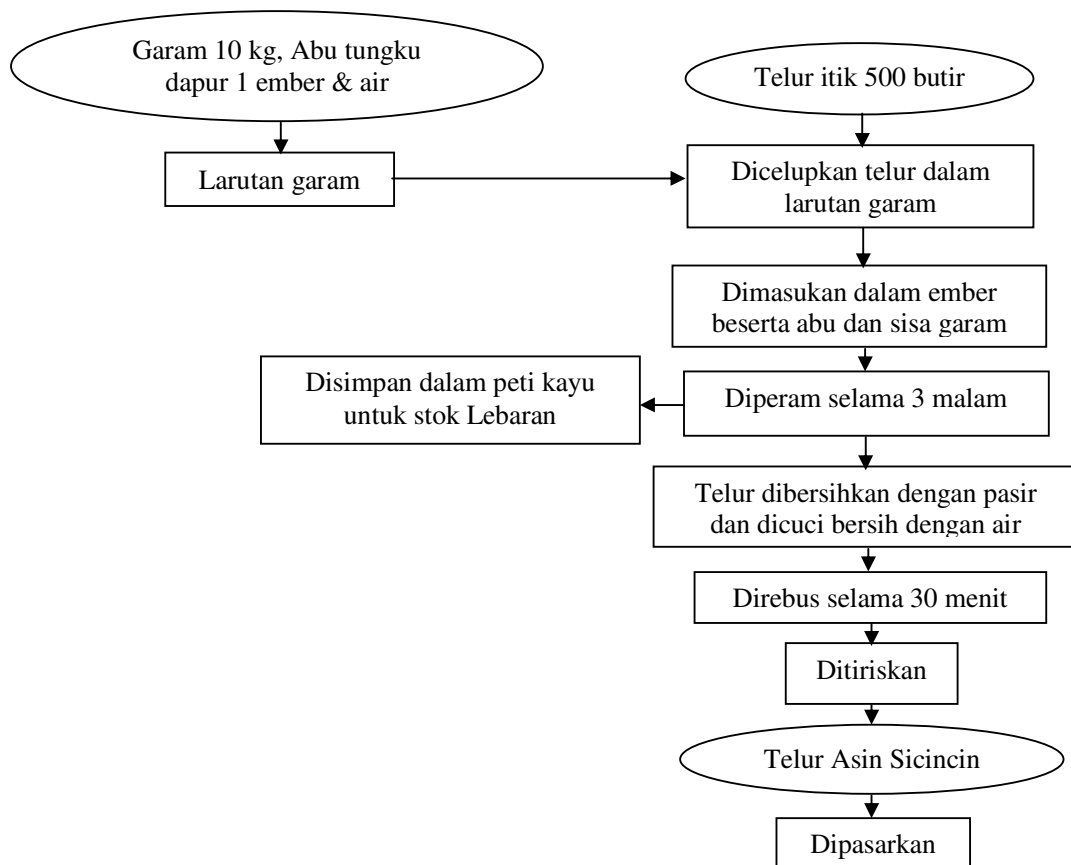 Garam 10 kg, Abu tungku
dapur 1 ember & air
Telur itik 500 butir
Larutan garam
Dicelupkan telur dalam
larutan garam
Dimasukan dalam ember
beserta abu dan sisa garam
Disimpan dalam peti kayu
untuk stok Lebaran
Diperam selama 3 malam
Telur dibersihkan dengan pasir
dan dicuci bersih dengan air
Direbus selama 30 menit
Ditiriskan
Telur Asin Sicincin
Dipasarkan